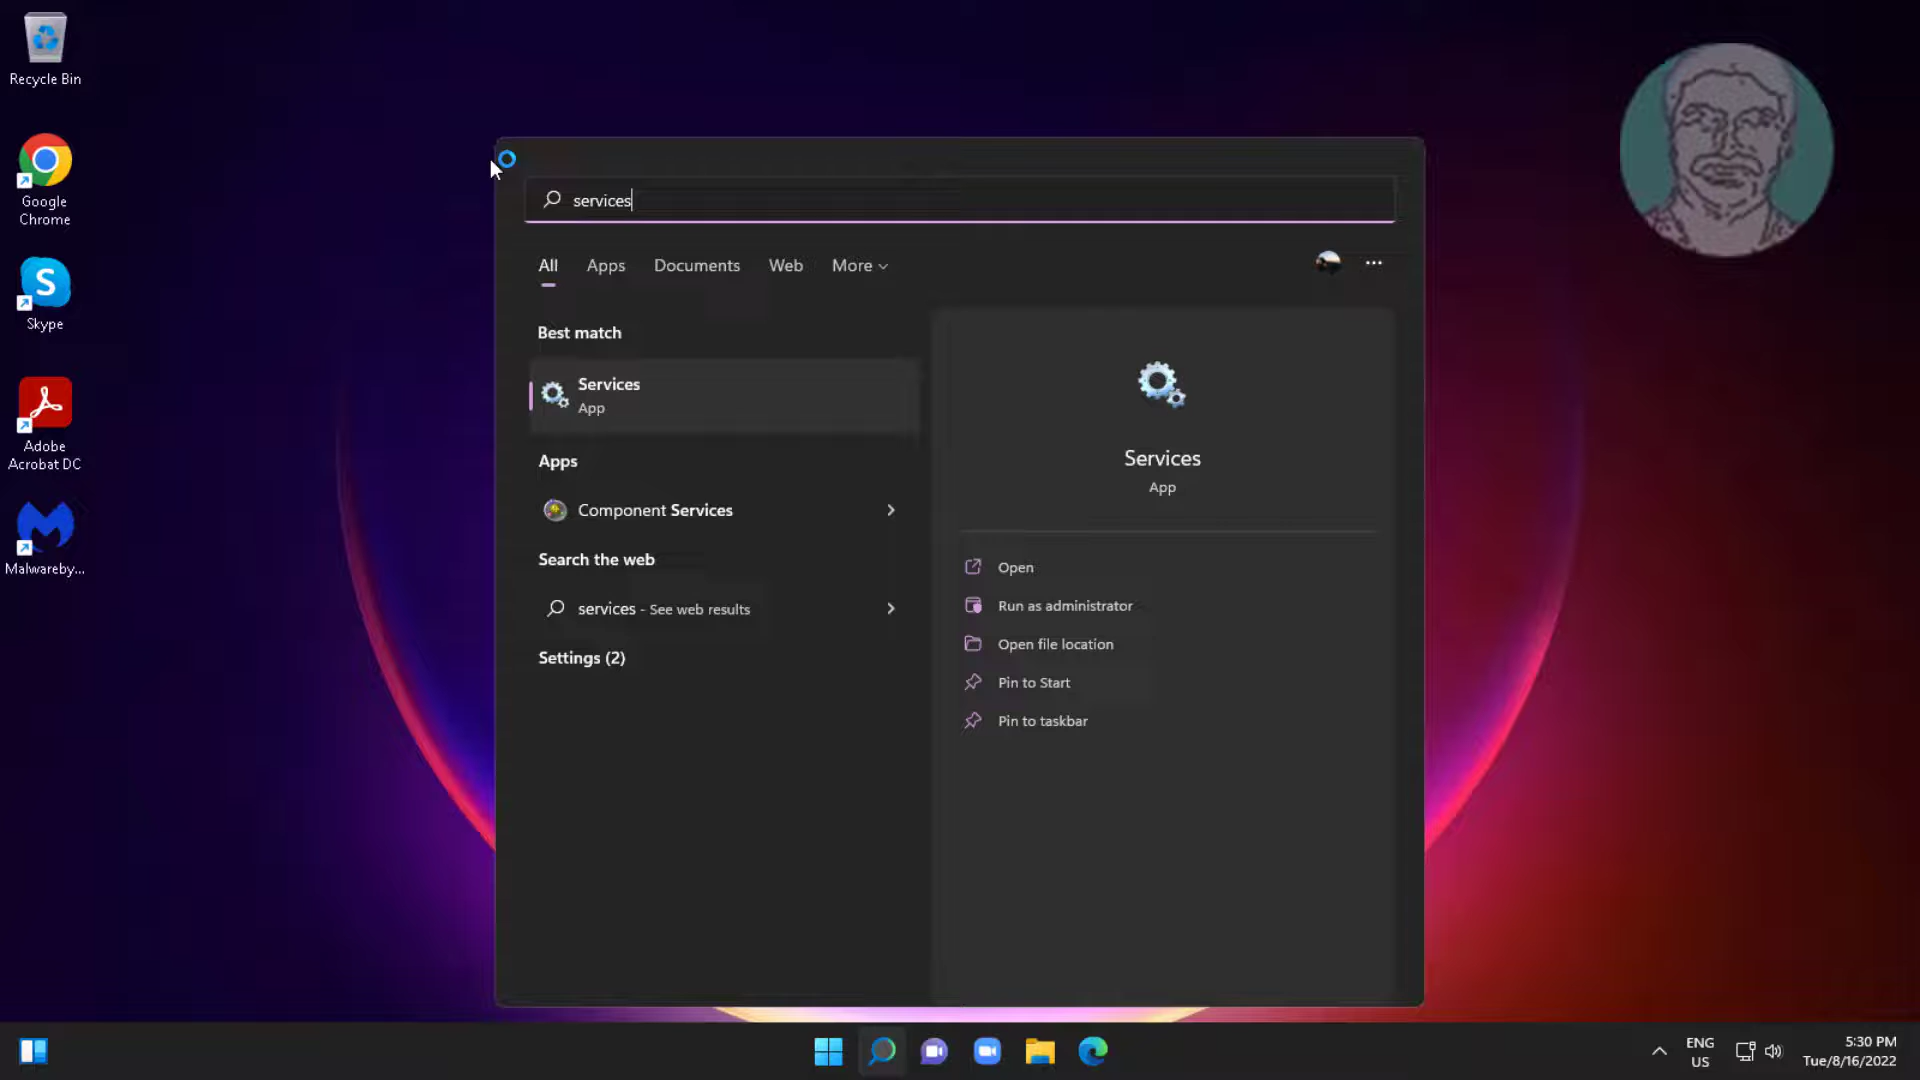 Recycle Bin
Google
Chrome
Skype
Adobe
Acrobat DC
Malwareby...
services
All
Apps
Documents
Web
More
Best match
Services
App
Apps
Component Services
Search the web
services - See web results
Settings (2)
Services
App
Open
Run as administrator
Open file location
Pin to Start
Pin to taskbar
ENG
US
5:30 PM
Tue/8/16/2022